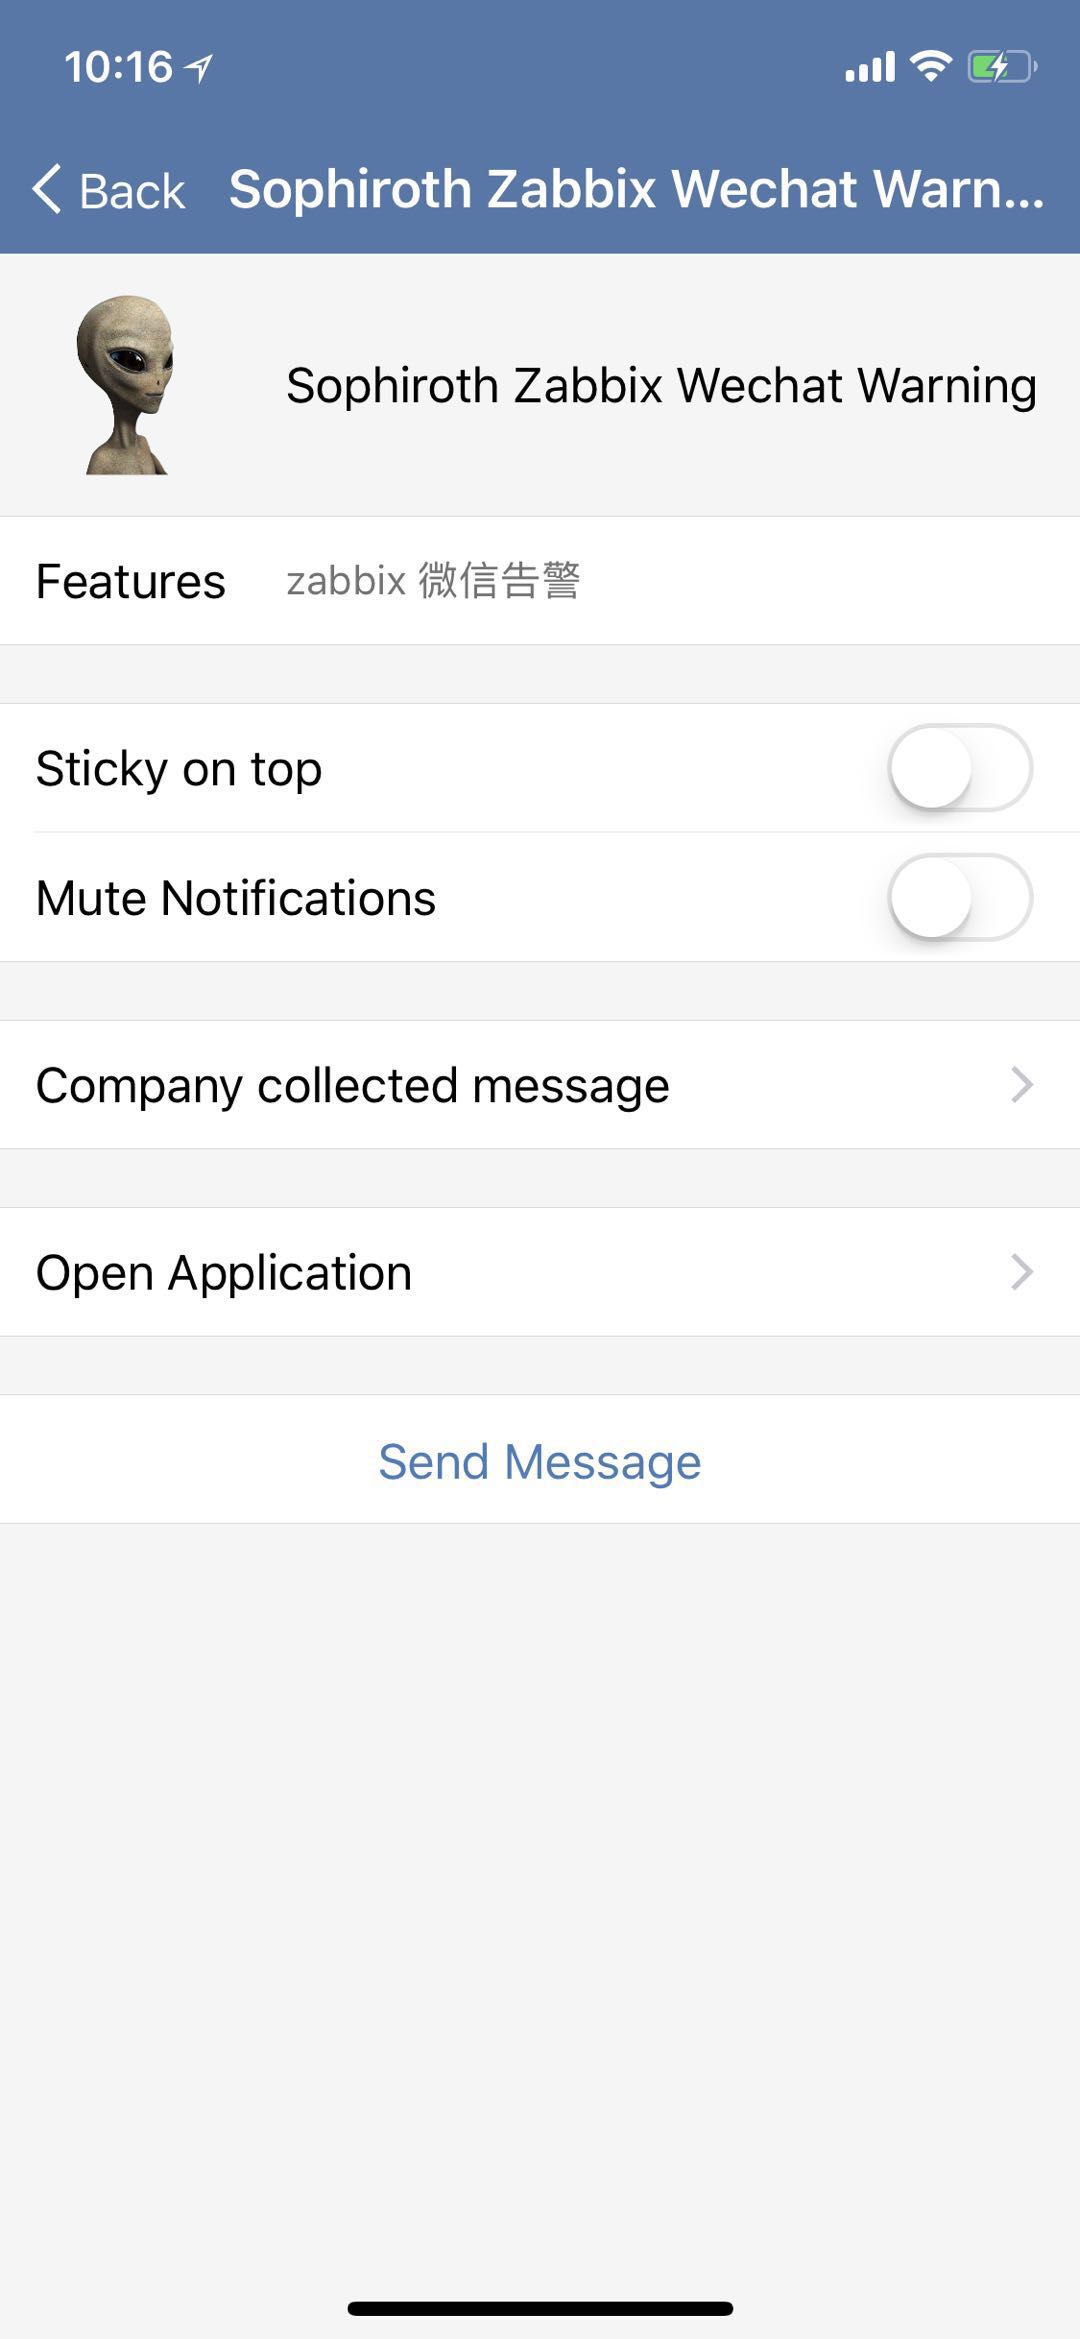 10:16
Back Sophiroth Zabbix Wechat Warn...
Sophiroth Zabbix Wechat Warning
Features zabbix 微信告警
Sticky on top
Mute Notifications
Company collected message
Open Application
Send Message